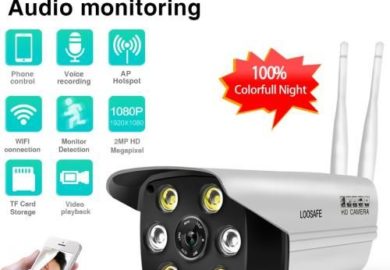 Audio monitoring
Phone
control
Voice
recording
AP
Hotspot
1080P
1920X1080
WIFI
connection
Monitor
Detection
2MP HD
Megapixel
TF Card
Storage
Video
playback
100%
Colorfull Night
LOOSAFE
HD CAMERA